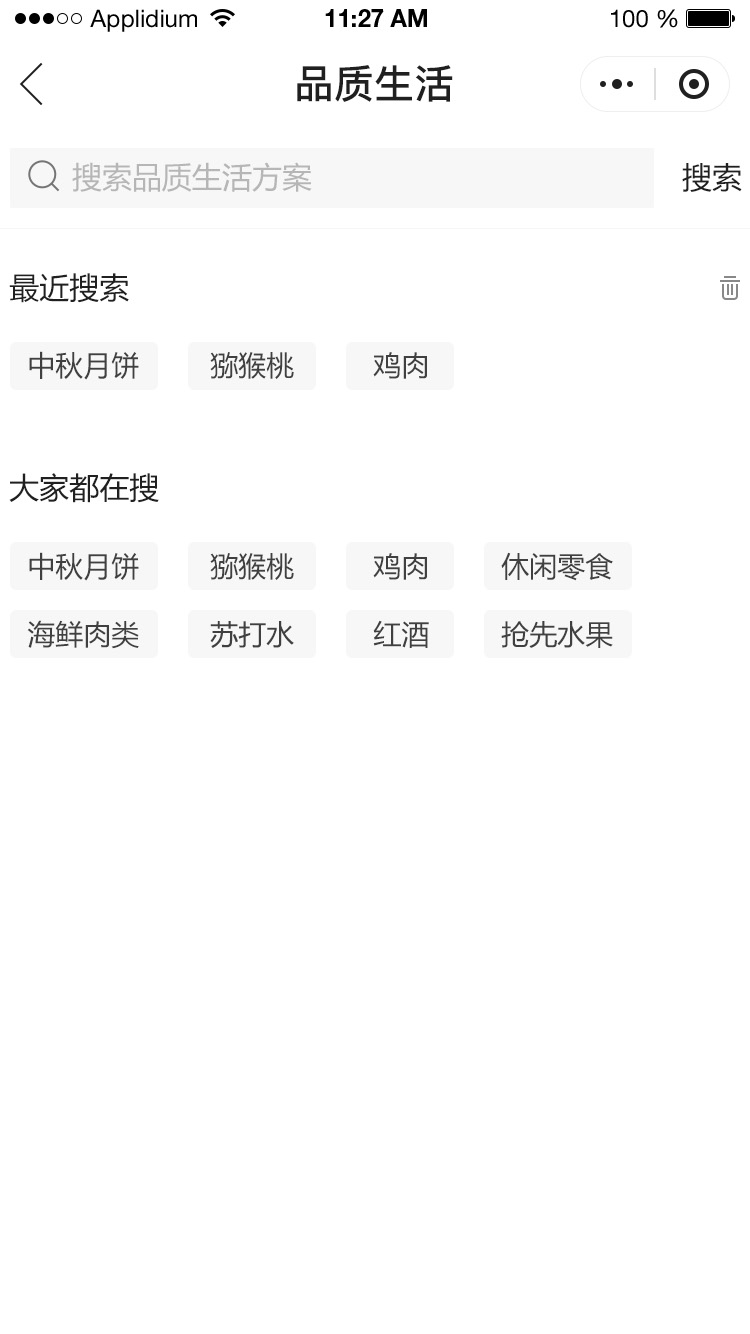 Applidium 11:27 AM 100 %
品质生活
搜索品质生活方案 搜索
最近搜索
中秋月饼 猕猴桃 鸡肉
大家都在搜
中秋月饼 猕猴桃 鸡肉 休闲零食
海鲜肉类 苏打水 红酒 抢先水果